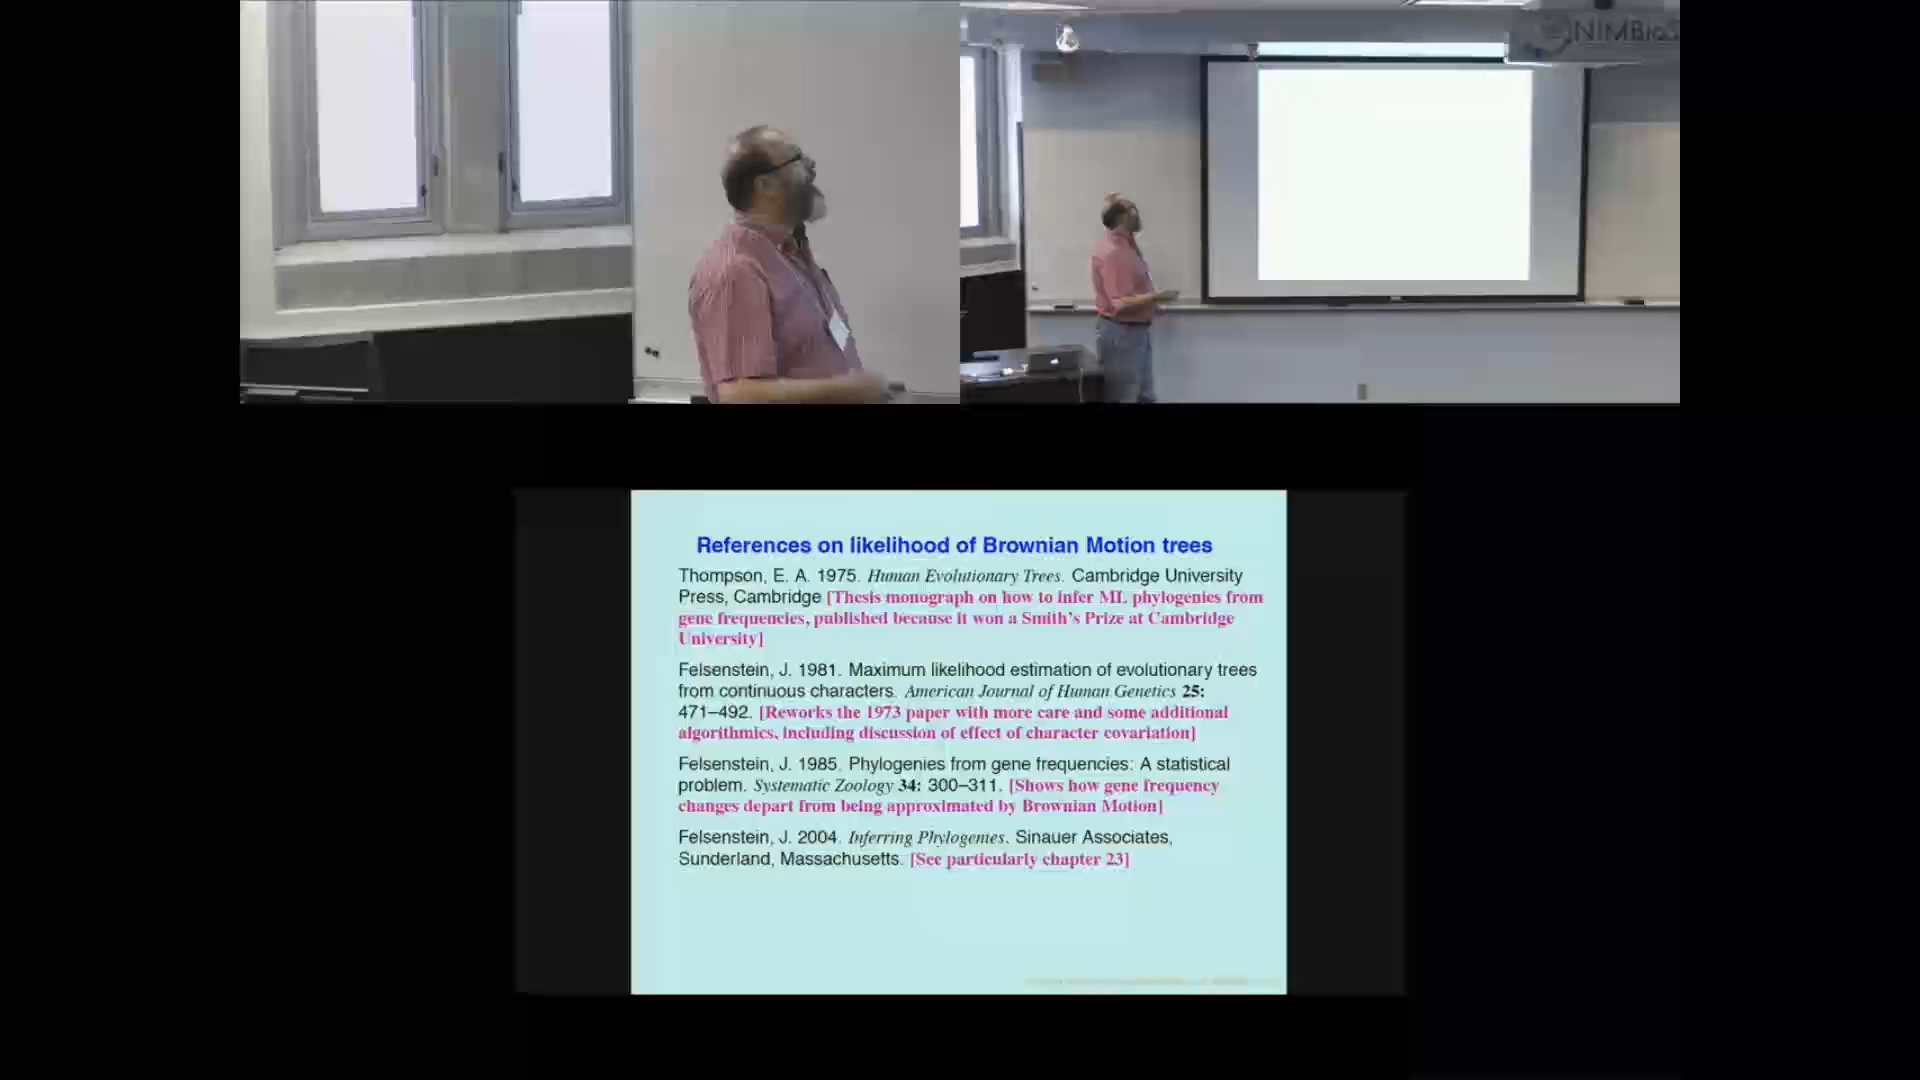 NIMBioS
References on likelihood of Brownian Motion trees
Thompson, E. A. 1975. Human Evolutionary Trees. Cambridge University
Press, Cambridge [Thesis monograph on how to infer ML phylogenies from
gene frequencies, published because it won a Smith's Prize at Cambridge
University]
Felsenstein, J. 1981. Maximum likelihood estimation of evolutionary trees
from continuous characters. American Journal of Human Genetics 25:
471–492. [Reworks the 1973 paper with more care and some additional
algorithmics, including discussion of effect of character covariation]
Felsenstein, J. 1985. Phylogenies from gene frequencies: A statistical
problem. Systematic Zoology 34: 300–311. [Shows how gene frequency
changes depart from being approximated by Brownian Motion]
Felsenstein, J. 2004. Inferring Phylogenies. Sinauer Associates,
Sunderland, Massachusetts. [See particularly chapter 23]